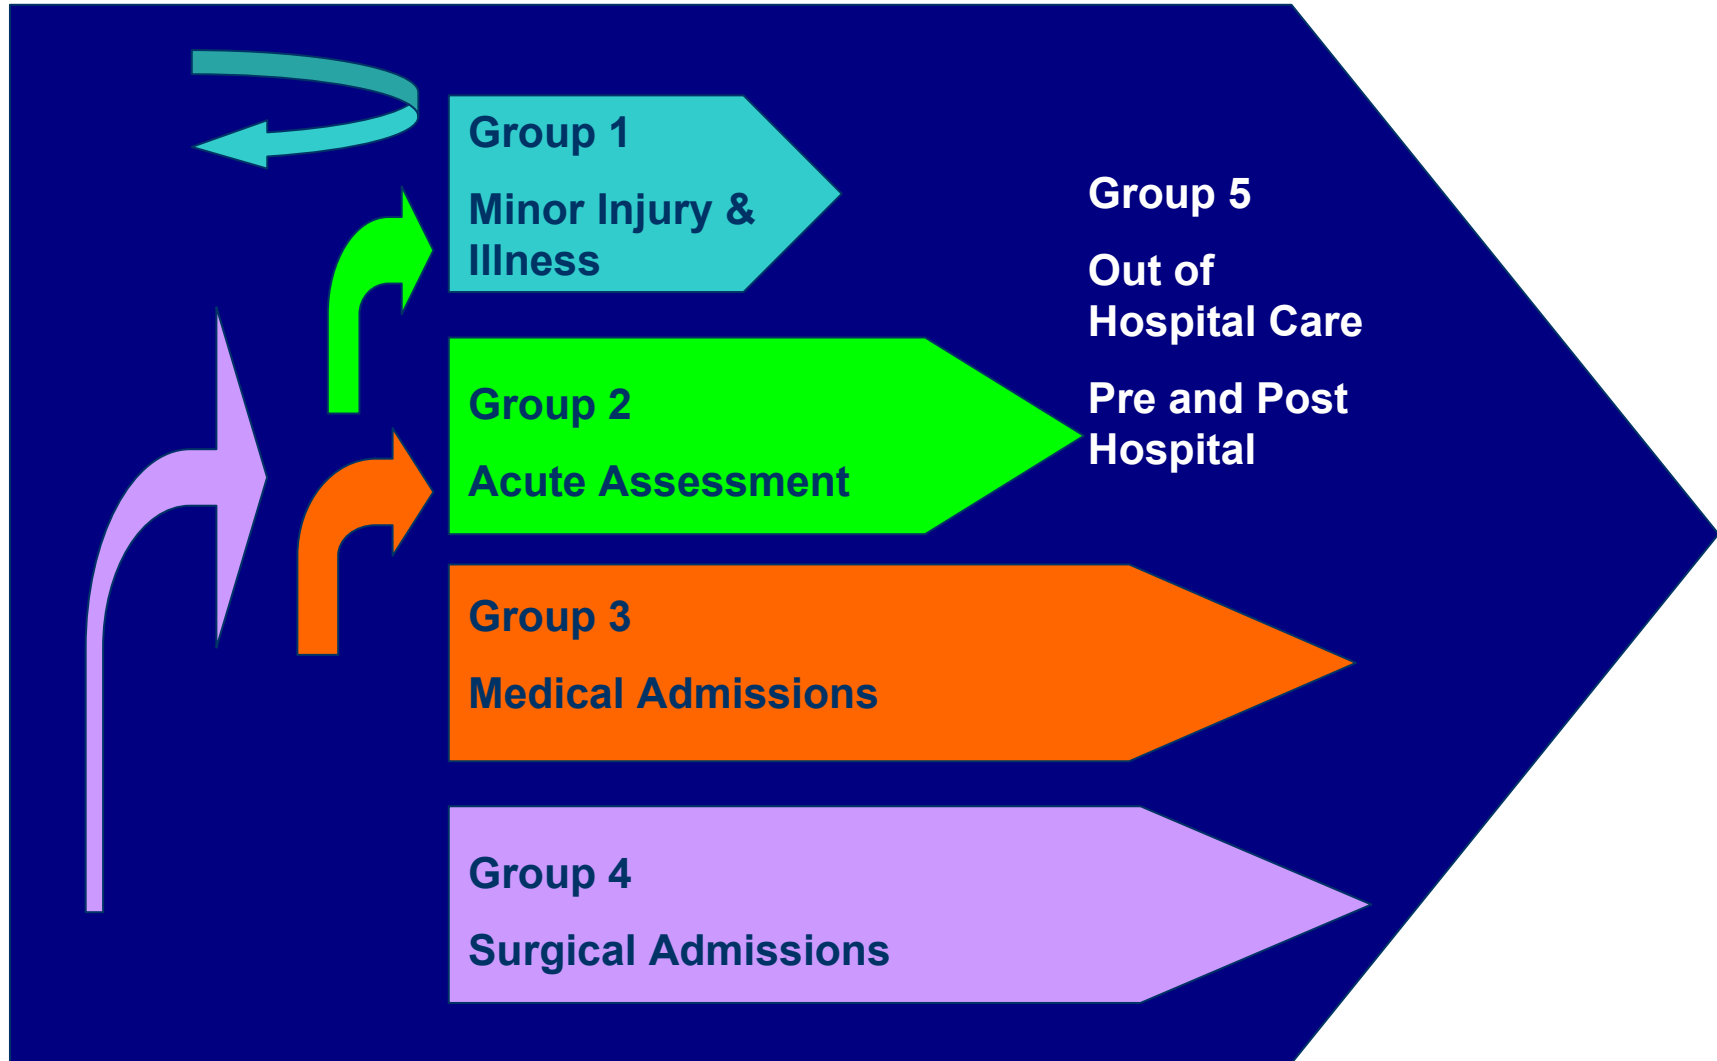 Group 1
Minor Injury &
Illness
Group 2
Acute Assessment
Group 3
Medical Admissions
Group 4
Surgical Admissions
Group 5
Out of
Hospital Care
Pre and Post
Hospital